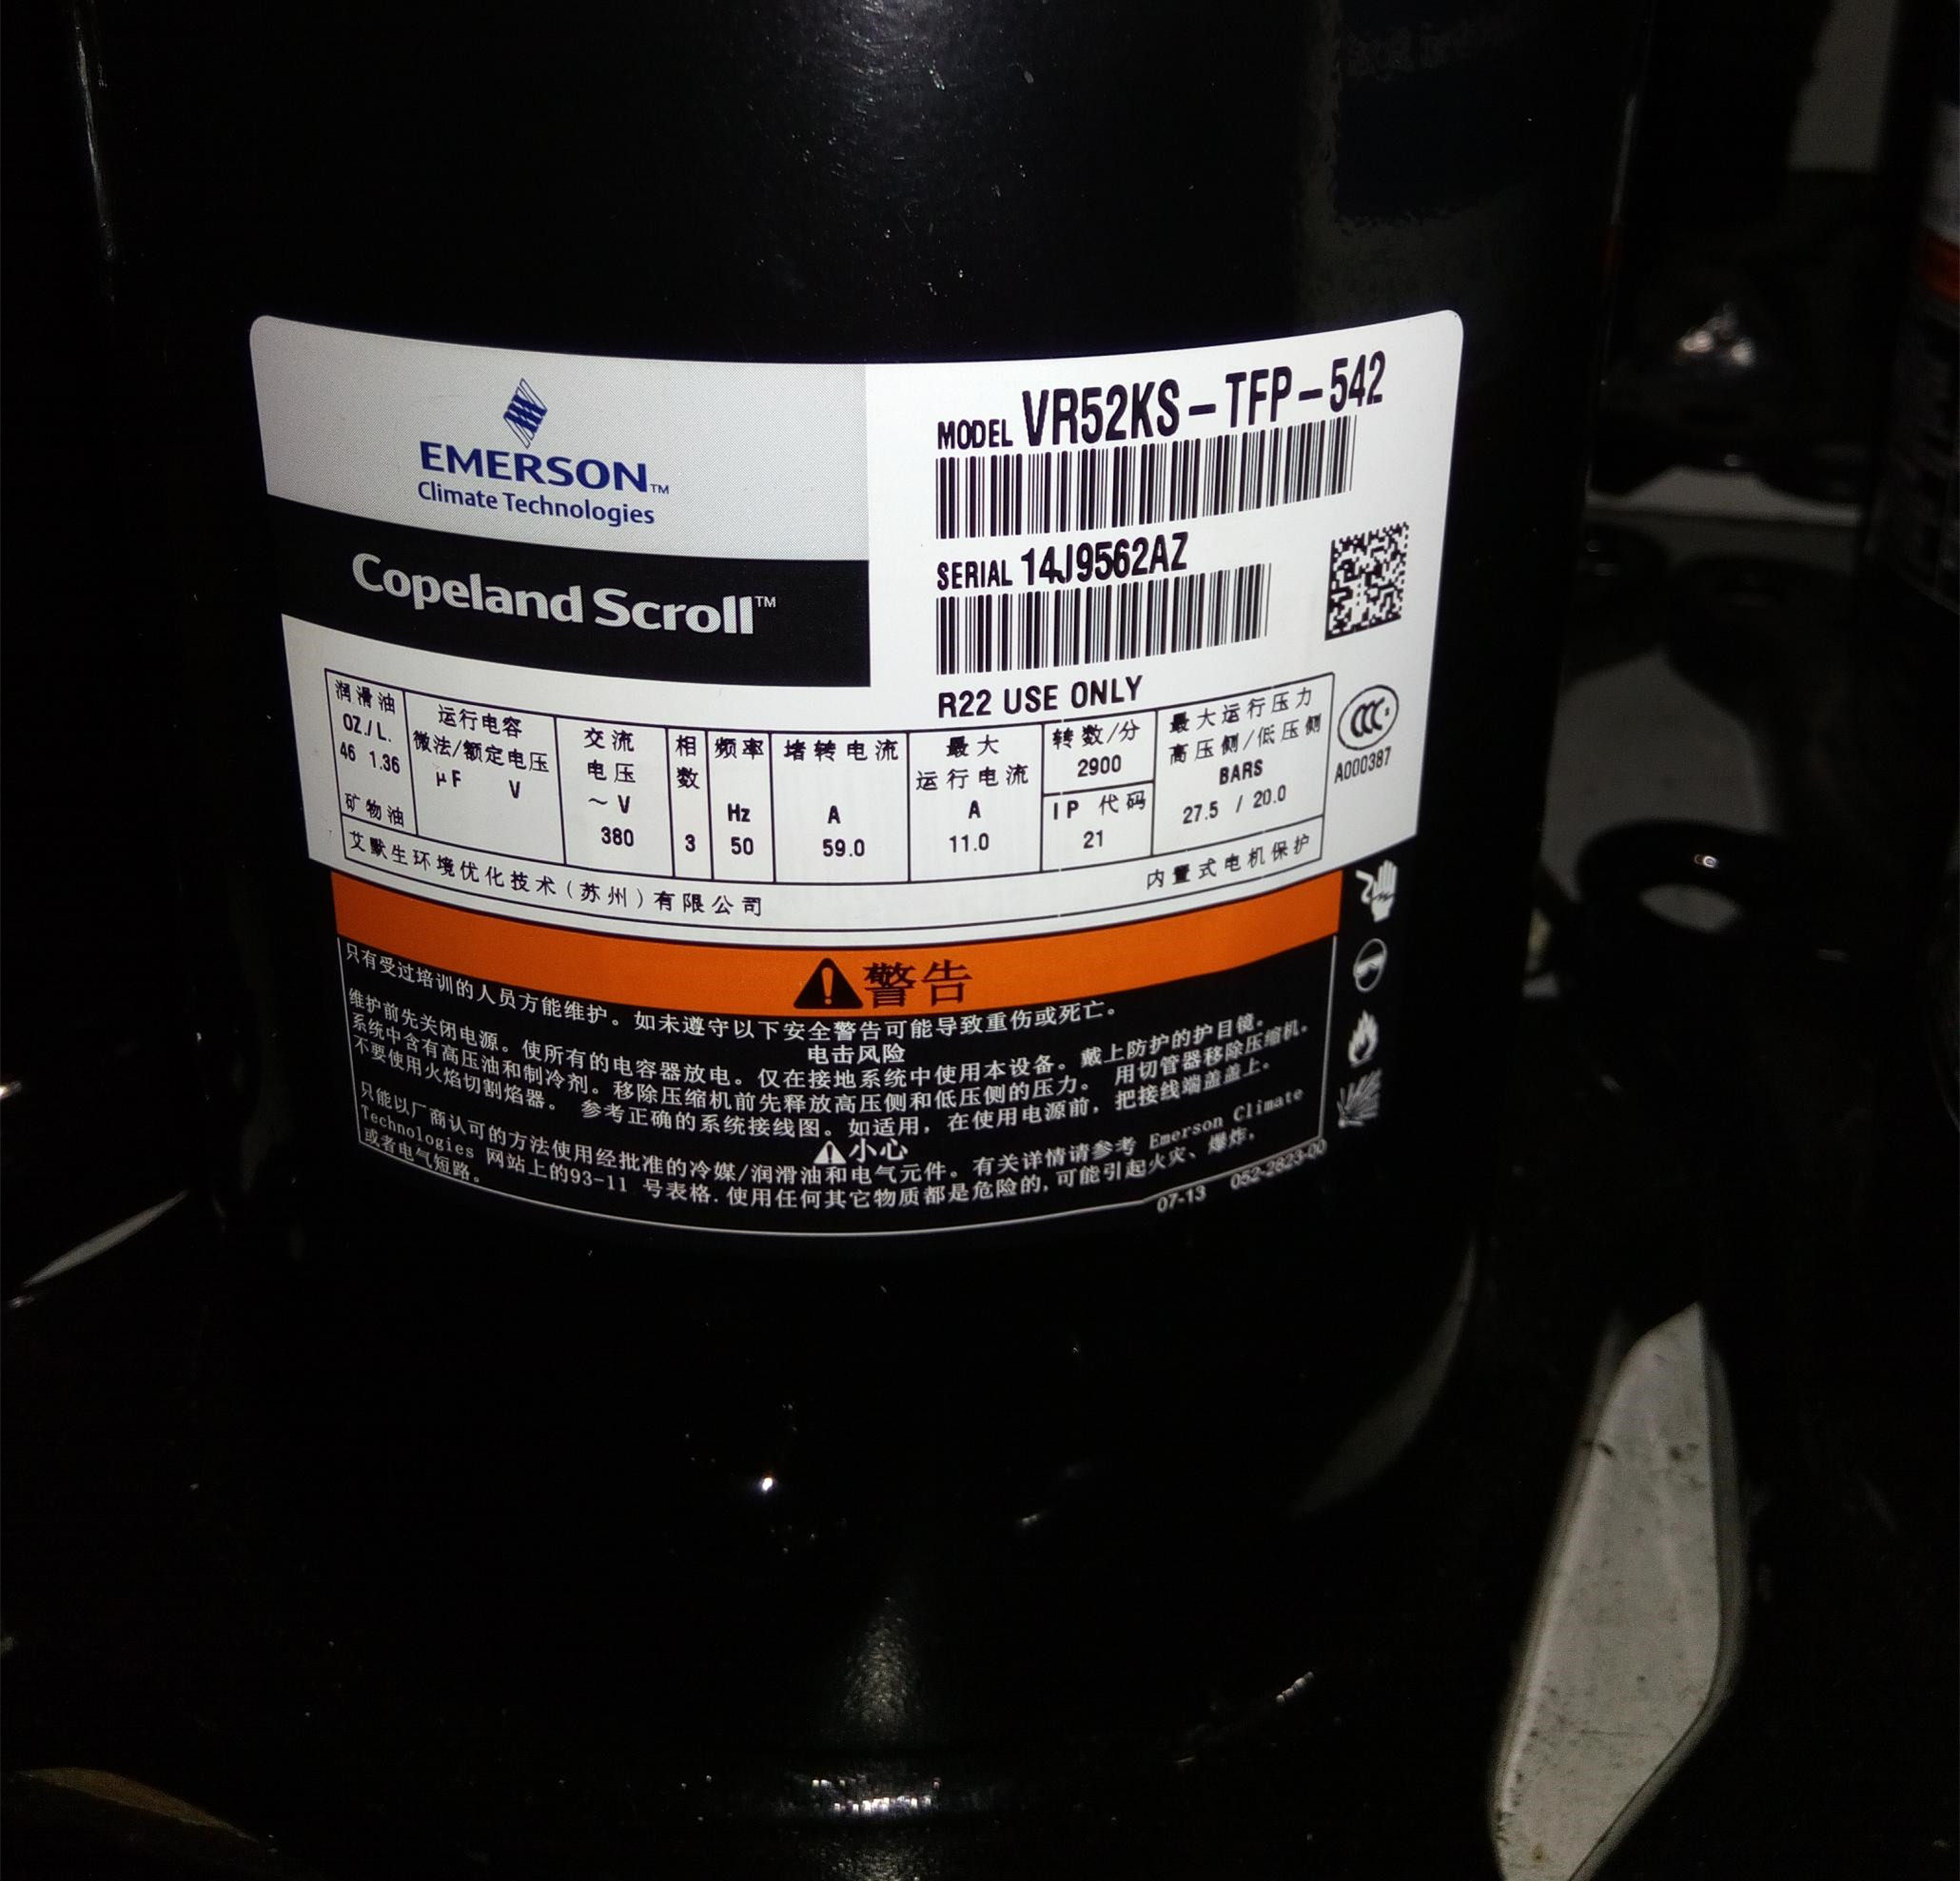 EMERSON™
Climate Technologies
Copeland Scroll™
MODEL VR52KS-TFP-542
SERIAL 14J9562AZ
R22 USE ONLY
润滑油
OZ./L.
46 1.36
矿物油
运行电容
微法/额定电压
μF V
交流
电压
~ V
380
相
数
3
频率
Hz
50
堵转电流
A
59.0
最大
运行电流
A
11.0
转数/分
2900
IP 代码
21
最大运行压力
高压侧/低压侧
BARS
27.5 / 20.0
CCC
A000387
艾默生环境优化技术(苏州)有限公司
内置式电机保护
警告
只有受过培训的人员方能维护。如未遵守以下安全警告可能导致重伤或死亡。
电击风险
维护前先关闭电源。使所有的电容器放电。仅在接地系统中使用本设备。戴上防护的护目镜。
系统中含有高压油和制冷剂。移除压缩机前先释放高压侧和低压侧的压力。 用切管器移除压缩机。
不要使用火焰切割焰器。 参考正确的系统接线图。如适用，在使用电源前，把接线端盖盖上。
小心
只能以厂商认可的方法使用经批准的冷媒/润滑油和电气元件。有关详情请参考 Emerson Climate
Technologies 网站上的93-11 号表格.使用任何其它物质都是危险的,可能引起火灾、爆炸，
或者电气短路。
07-13 052-2823-00